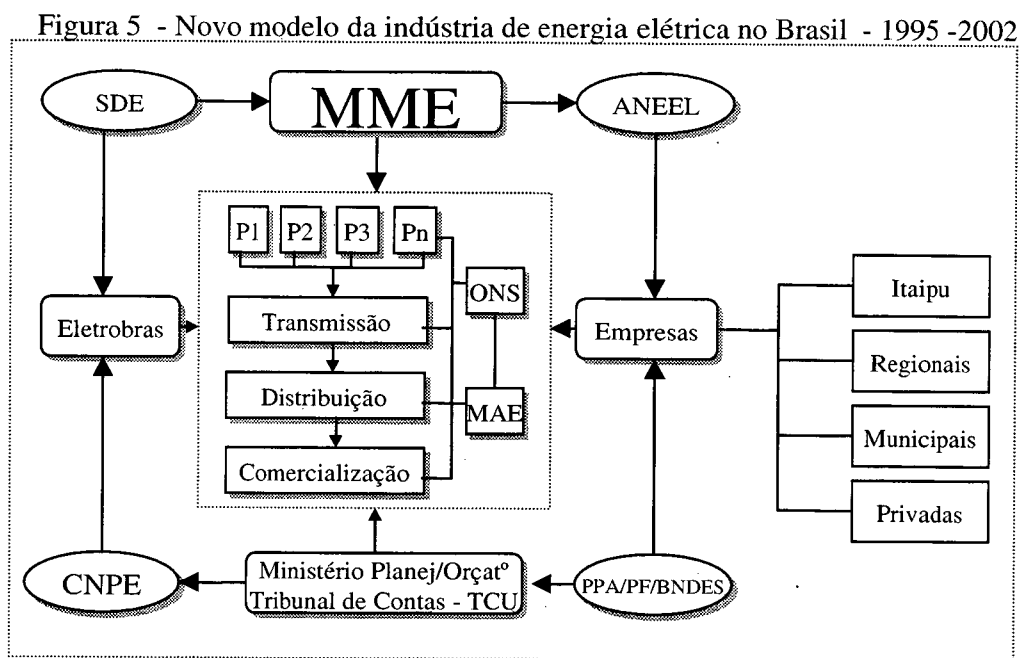 Figura 5 - Novo modelo da indústria de energia elétrica no Brasil - 1995 -2002
SDE
MME
ANEEL
P1
P2
P3
Pn
ONS
Itaipu
Eletrobras
Transmissão
Empresas
Regionais
Distribuição
MAE
Municipais
Comercialização
Privadas
CNPE
Ministério Planej/Orçatº
Tribunal de Contas - TCU
PPA/PF/BNDES